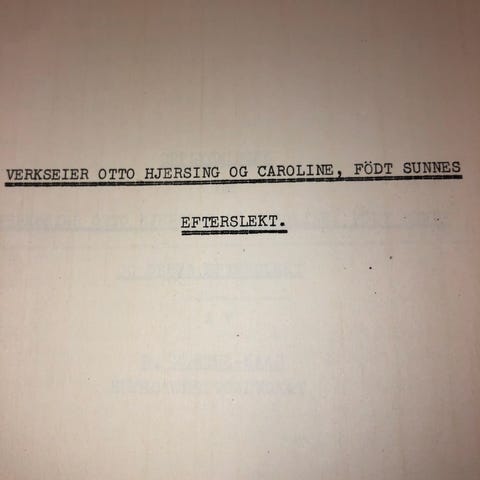 VERKSEIER OTTO HJERSING OG CAROLINE, FÖDT SUNNES
EFTERSLEKT.